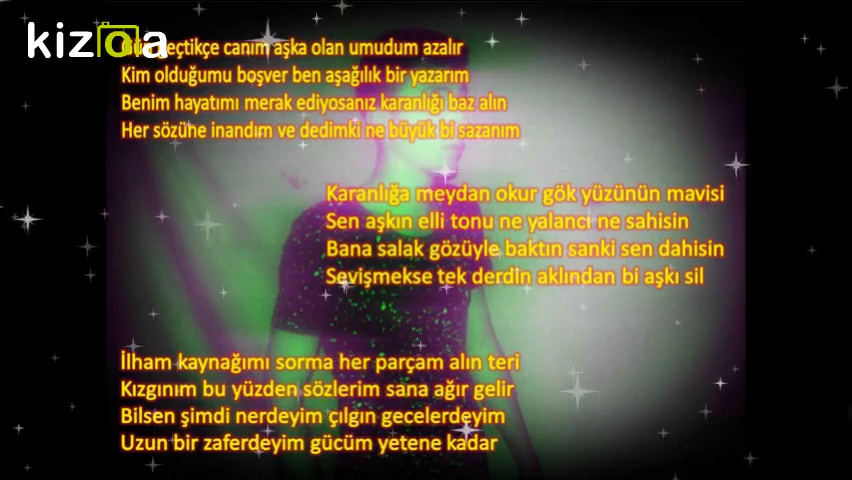 kizoa
geçtikçe canım aşka olan umudum azalır
Kim olduğumu boşver ben aşağılık bir yazarım
Benim hayatımı merak ediyosanız karanlığı baz alın
Her sözüne inandım ve dedimki ne büyük bi sazanım
Karanlığa meydan okur gök yüzünün mavisi
Sen aşkın elli tonu ne yalancı ne sahisin
Bana salak gözüyle baktın sanki sen dahisin
Sevişmekse tek derdin aklından bi aşkı sil
İlham kaynağımı sorma her parçam alın teri
Kızgınım bu yüzden sözlerim sana ağır gelir
Bilsen şimdi nerdeyim çılgın gecelerdeyim
Uzun bir zaferdeyim gücüm yetene kadar